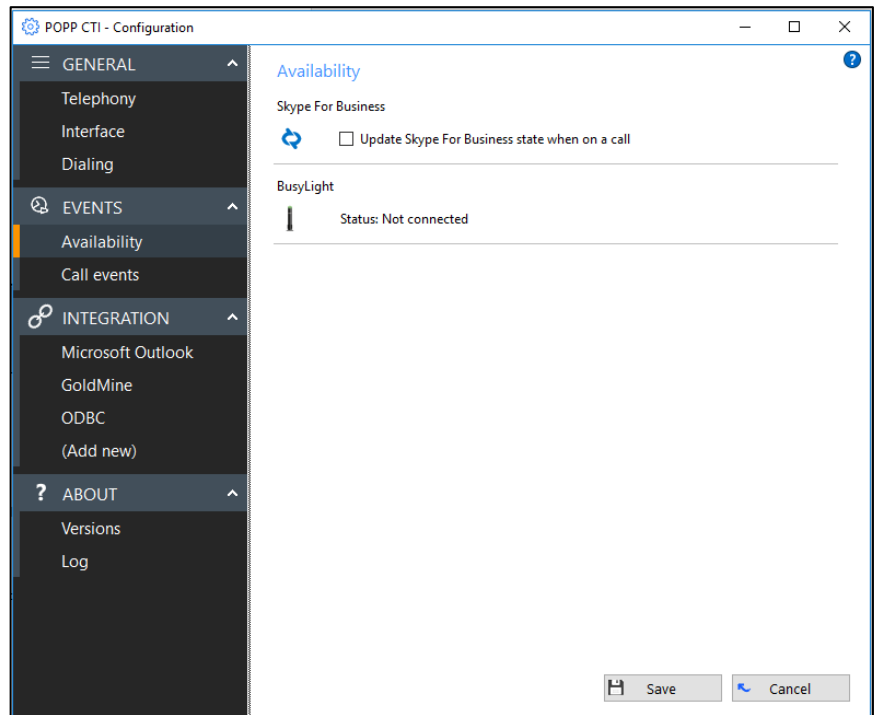 POPP CTI - Configuration
GENERAL
Telephony
Interface
Dialing
EVENTS
Availability
Call events
INTEGRATION
Microsoft Outlook
GoldMine
ODBC
(Add new)
? ABOUT
Versions
Log
?
Availability
Skype For Business
Update Skype For Business state when on a call
BusyLight
Status: Not connected
Save
Cancel